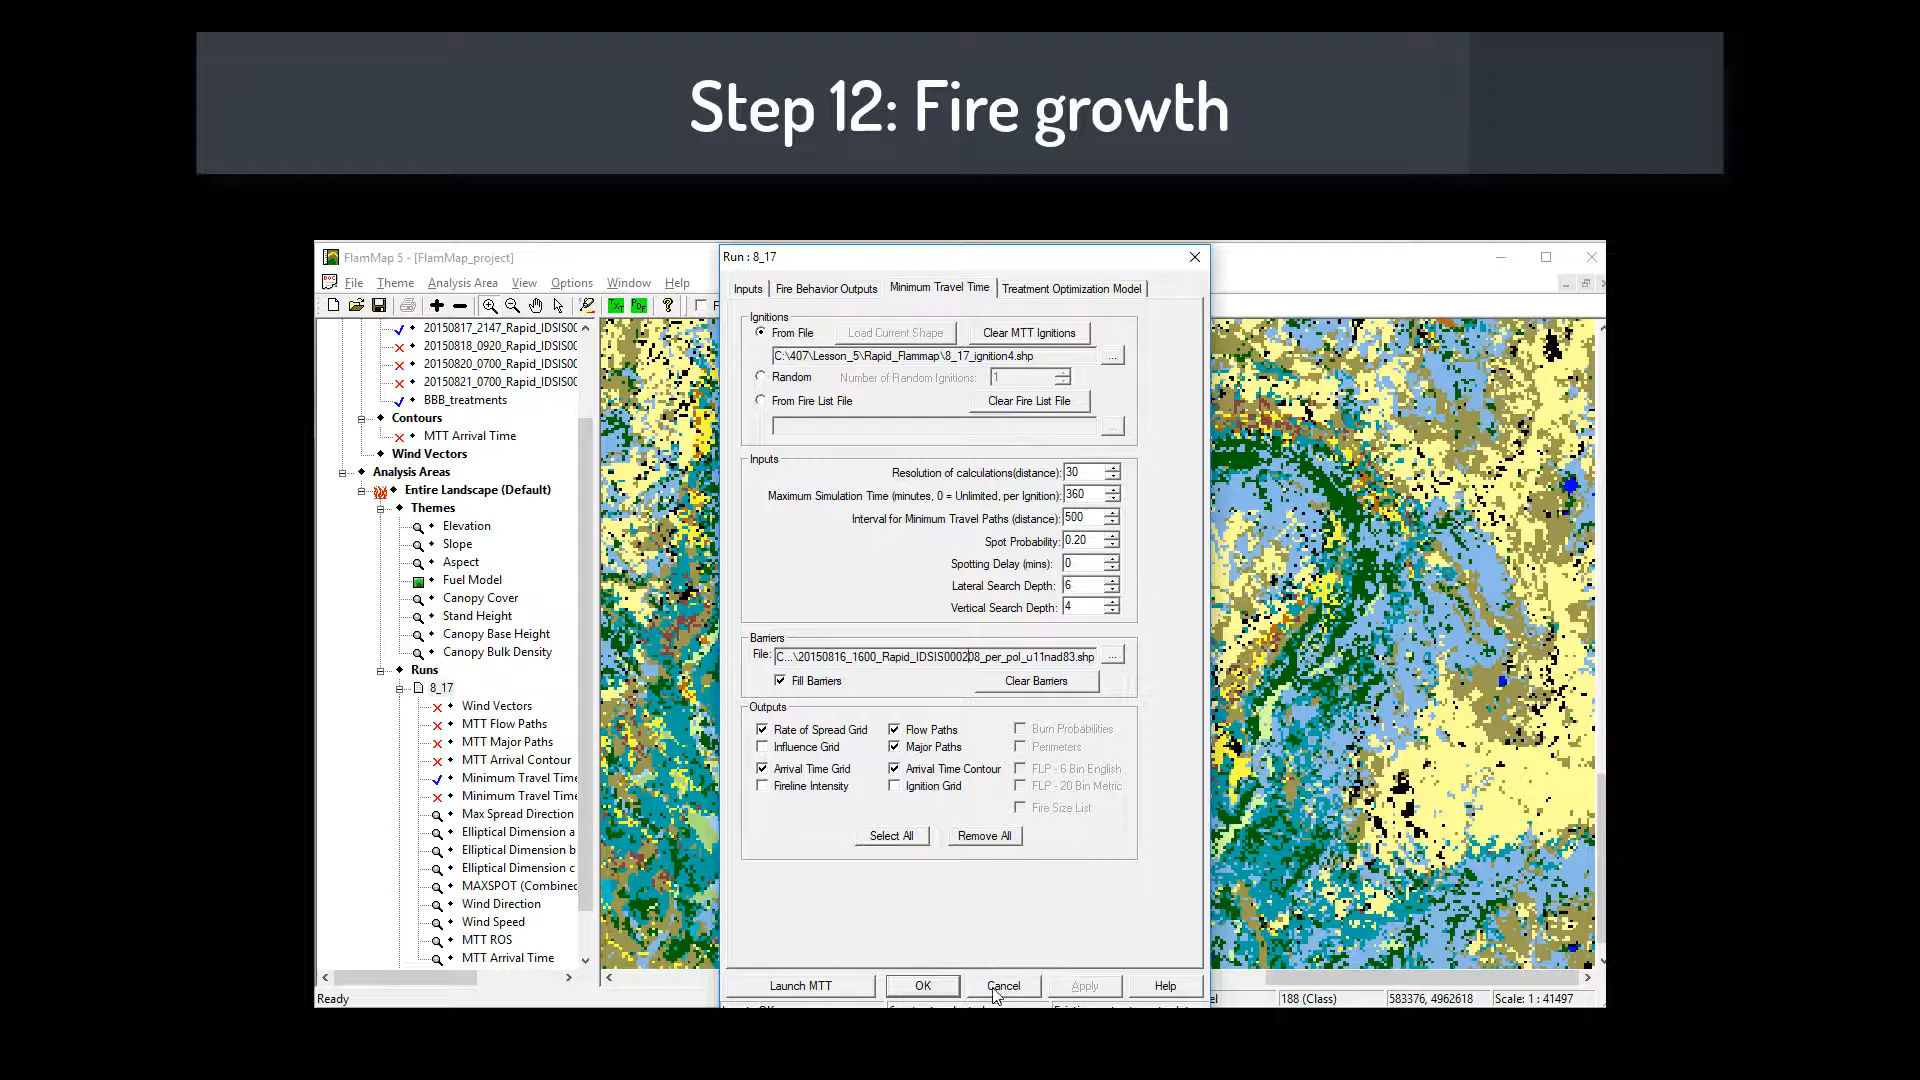 Step 12: Fire growth
FlamMap 5 - [FlamMap_project]
File Theme Analysis Area View Options Window Help
20150817_2147_Rapid_IDSIS00
20150818_0920_Rapid_IDSIS00
20150820_0700_Rapid_IDSIS00
20150821_0700_Rapid_IDSIS00
BBB_treatments
Contours
MTT Arrival Time
Wind Vectors
Analysis Areas
Entire Landscape (Default)
Themes
Elevation
Slope
Aspect
Fuel Model
Canopy Cover
Stand Height
Canopy Base Height
Canopy Bulk Density
Runs
8_17
Wind Vectors
MTT Flow Paths
MTT Major Paths
MTT Arrival Contour
Minimum Travel Time
Minimum Travel Time
Max Spread Direction
Elliptical Dimension a
Elliptical Dimension b
Elliptical Dimension c
MAXSPOT (Combined
Wind Direction
Wind Speed
MTT ROS
MTT Arrival Time
Ready
Run : 8_17
Inputs Fire Behavior Outputs Minimum Travel Time Treatment Optimization Model
Ignitions
From File Load Current Shape Clear MTT Ignitions
C:\407\Lesson_5\Rapid_Flammap\8_17_ignition4.shp ...
Random Number of Random Ignitions: 1
From Fire List File Clear Fire List File
...
Inputs
Resolution of calculations(distance): 30
Maximum Simulation Time (minutes, 0 = Unlimited, per Ignition): 360
Interval for Minimum Travel Paths (distance): 500
Spot Probability: 0.20
Spotting Delay (mins): 0
Lateral Search Depth: 6
Vertical Search Depth: 4
Barriers
File: C...\20150816_1600_Rapid_IDSIS000208_per_pol_u11nad83.shp ...
Fill Barriers Clear Barriers
Outputs
Rate of Spread Grid Flow Paths Burn Probabilities
Influence Grid Major Paths Perimeters
Arrival Time Grid Arrival Time Contour FLP - 6 Bin English
Fireline Intensity Ignition Grid FLP - 20 Bin Metric
Fire Size List
Select All Remove All
Launch MTT OK Cancel Apply Help
188 (Class) 583376, 4962618 Scale: 1 : 41497